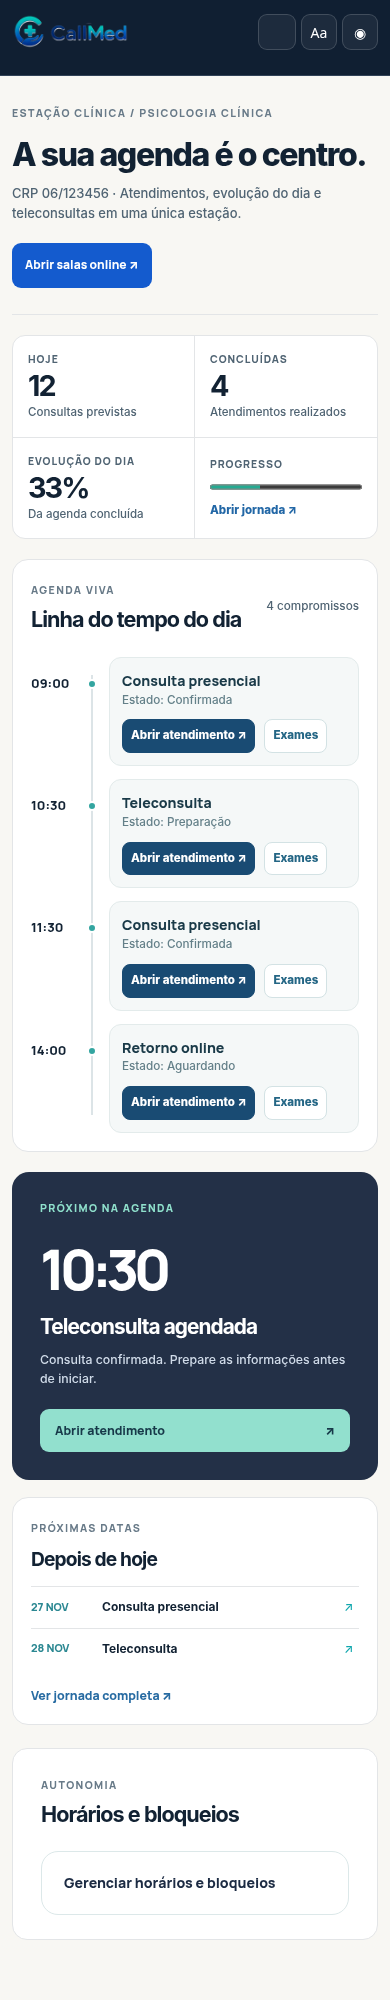 CallMed
Aa
ESTAÇÃO CLÍNICA / PSICOLOGIA CLÍNICA
A sua agenda é o centro.
CRP 06/123456 · Atendimentos, evolução do dia e
teleconsultas em uma única estação.
Abrir salas online ↗
HOJE
12
Consultas previstas
CONCLUÍDAS
4
Atendimentos realizados
EVOLUÇÃO DO DIA
33%
Da agenda concluída
PROGRESSO
Abrir jornada ↗
AGENDA VIVA
Linha do tempo do dia
4 compromissos
09:00
Consulta presencial
Estado: Confirmada
Abrir atendimento ↗
Exames
10:30
Teleconsulta
Estado: Preparação
Abrir atendimento ↗
Exames
11:30
Consulta presencial
Estado: Confirmada
Abrir atendimento ↗
Exames
14:00
Retorno online
Estado: Aguardando
Abrir atendimento ↗
Exames
PRÓXIMO NA AGENDA
10:30
Teleconsulta agendada
Consulta confirmada. Prepare as informações antes
de iniciar.
Abrir atendimento ↗
PRÓXIMAS DATAS
Depois de hoje
27 NOV Consulta presencial ↗
28 NOV Teleconsulta ↗
Ver jornada completa ↗
AUTONOMIA
Horários e bloqueios
Gerenciar horários e bloqueios